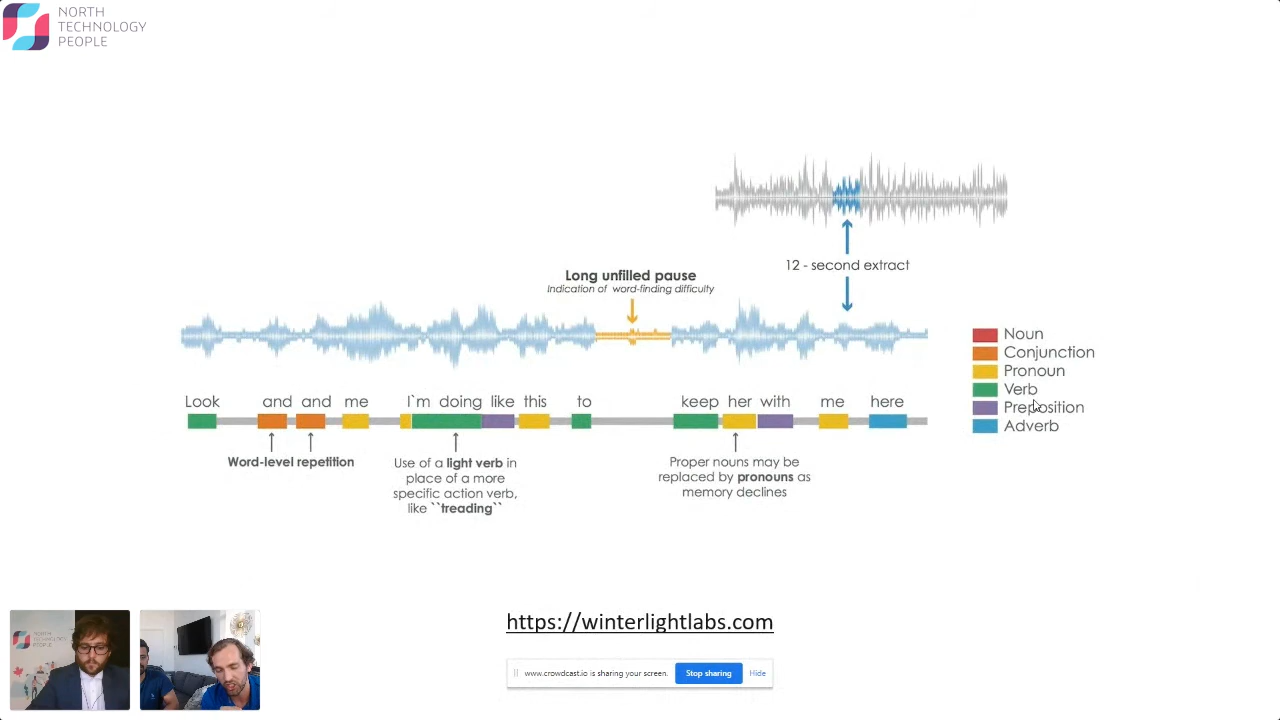 NORTH
TECHNOLOGY
PEOPLE
12 - second extract
Long unfilled pause
Indication of word-finding difficulty
Noun
Conjunction
Pronoun
Verb
Preposition
Adverb
Look and and me I`m doing like this to keep her with me here
Word-level repetition
Use of a light verb in
place of a more
specific action verb,
like ``treading``
Proper nouns may be
replaced by pronouns as
memory declines
https://winterlightlabs.com
www.crowdcast.io is sharing your screen.
Stop sharing
Hide
NORTH
TECHNOLOGY
PEOPLE